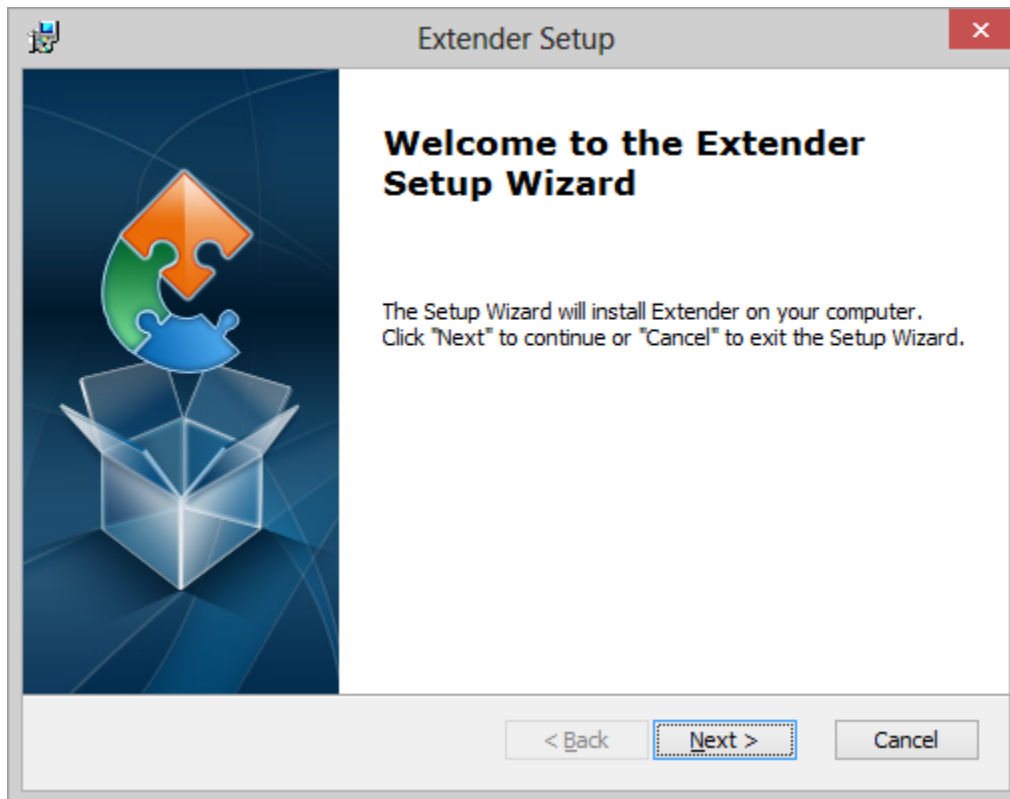 Extender Setup
Welcome to the Extender
Setup Wizard
The Setup Wizard will install Extender on your computer.
Click "Next" to continue or "Cancel" to exit the Setup Wizard.
< Back
Next >
Cancel